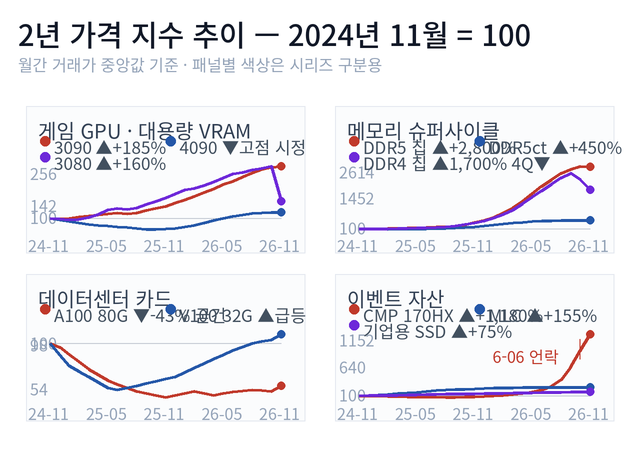 2년 가격 지수 추이 — 2024년 11월 = 100
월간 거래가 중앙값 기준 · 패널별 색상은 시리즈 구분용
게임 GPU · 대용량 VRAM
3090 ▲+185% 4090 ▼고점 시정
3080 ▲+160%
256
142
100
24-11 25-05 25-11 26-05 26-11
메모리 슈퍼사이클
DDR5 칩 ▲+2,800% ▲+450%
DDR4 칩 ▲1,700% 4Q▼
2614
1452
100
24-11 25-05 25-11 26-05 26-11
데이터센터 카드
A100 80G ▼-43% 32G ▲급등
100
54
24-11 25-05 25-11 26-05 26-11
이벤트 자산
CMP 170HX ▲+1,180% ▲+155%
기업용 SSD ▲+75%
1152
6-06 언락
640
100
24-11 25-05 25-11 26-05 26-11